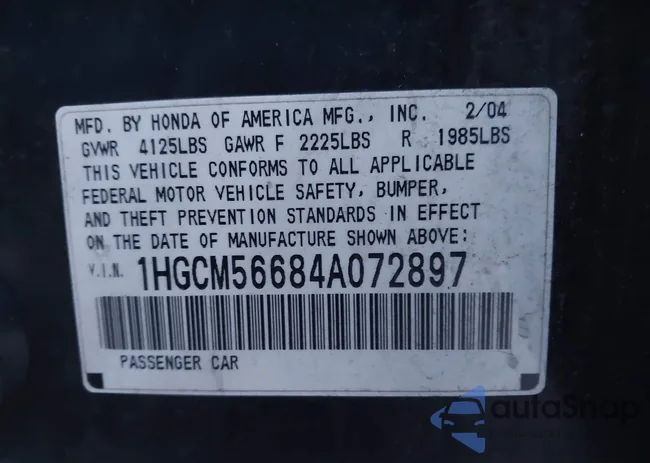 MFD. BY HONDA OF AMERICA MFG., INC. 2/04
GVWR 4125LBS GAWR F 2225LBS R 1985LBS
THIS VEHICLE CONFORMS TO ALL APPLICABLE
FEDERAL MOTOR VEHICLE SAFETY, BUMPER,
AND THEFT PREVENTION STANDARDS IN EFFECT
ON THE DATE OF MANUFACTURE SHOWN ABOVE:
V.I.N. 1HGCM56684A072897
PASSENGER CAR
autoSnap